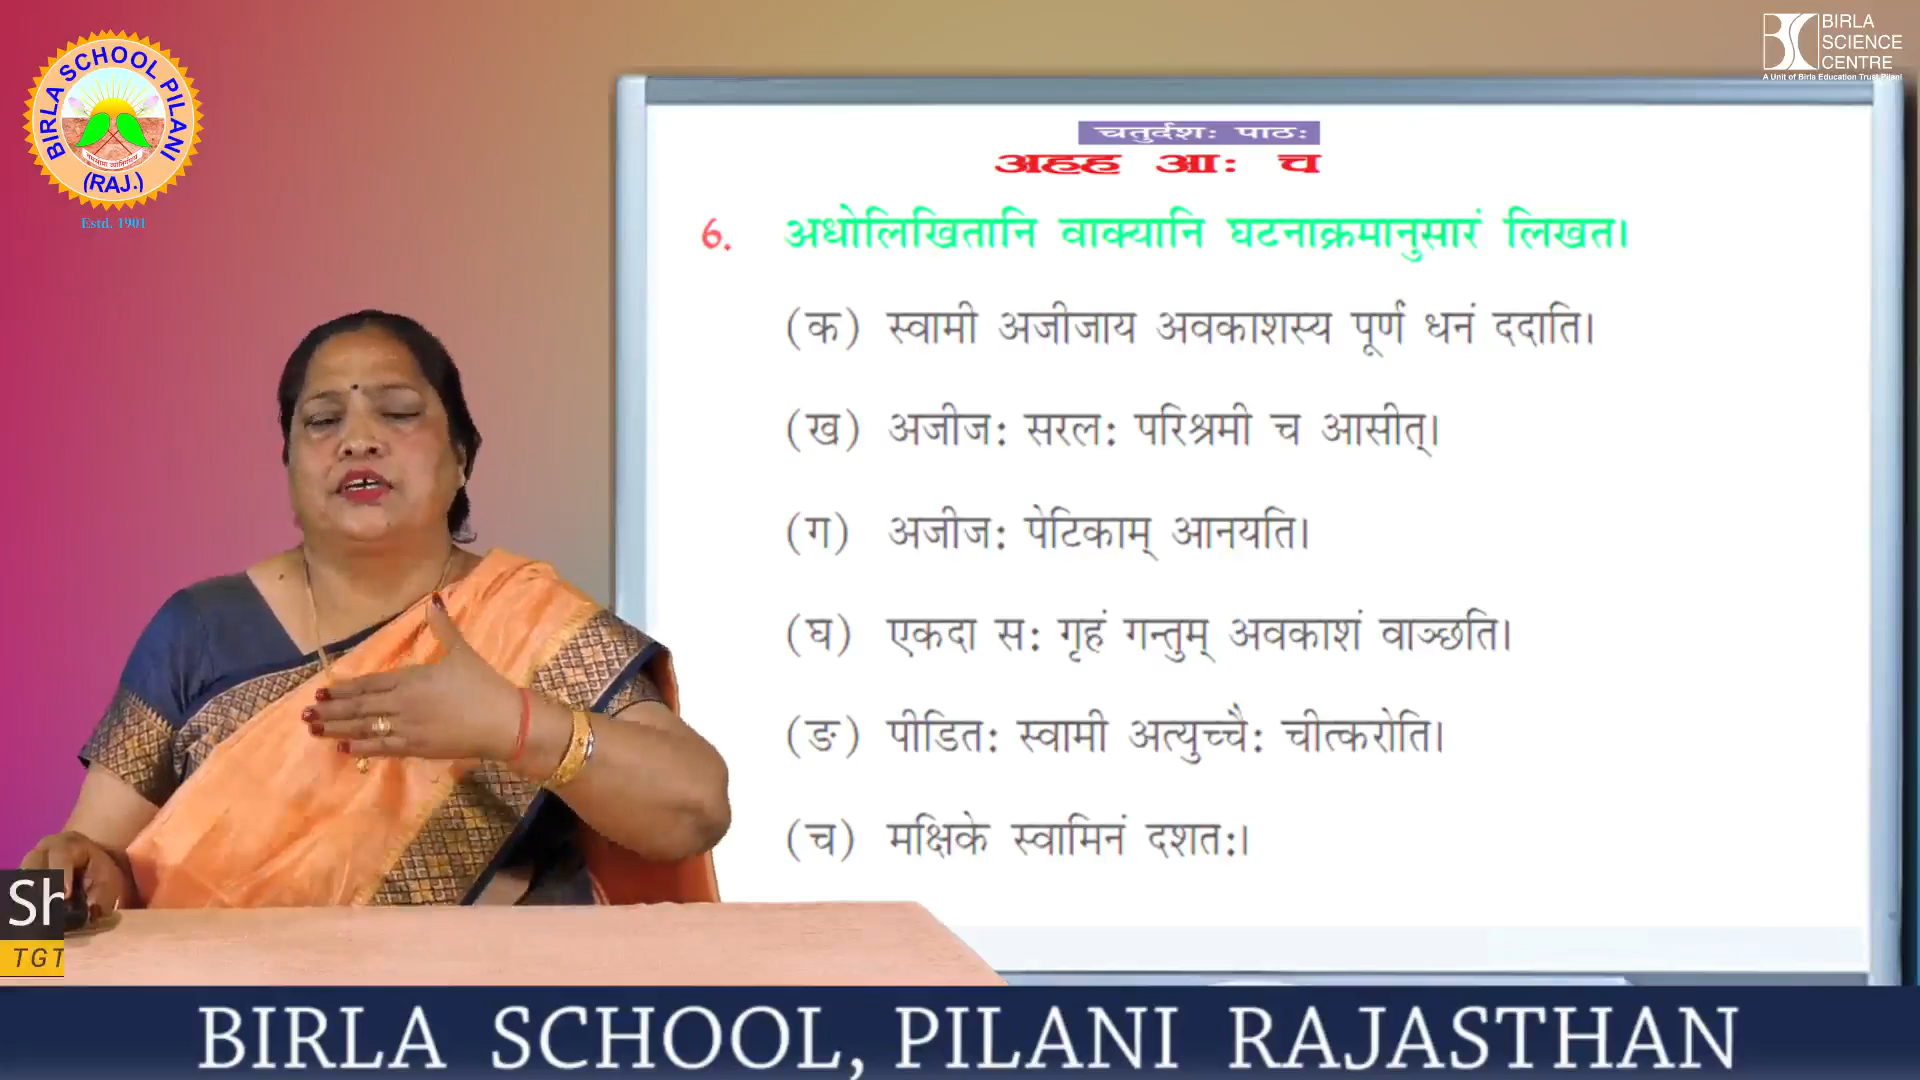 BIRLA SCHOOL PILANI
(RAJ.)
Estd. 1901
BIRLA
SCIENCE
CENTRE
A Unit of Birla Education Trust, Pilani
चतुर्दशः पाठः
अहह आः च
6. अधोलिखितानि वाक्यानि घटनाक्रमानुसारं लिखत।
(क) स्वामी अजीजाय अवकाशस्य पूर्णं धनं ददाति।
(ख) अजीजः सरलः परिश्रमी च आसीत्।
(ग) अजीजः पेटिकाम् आनयति।
(घ) एकदा सः गृहं गन्तुम् अवकाशं वाञ्छति।
(ङ) पीडितः स्वामी अत्युच्चैः चीत्करोति।
(च) मक्षिके स्वामिनं दशतः।
Sh
TGT
BIRLA SCHOOL, PILANI RAJASTHAN